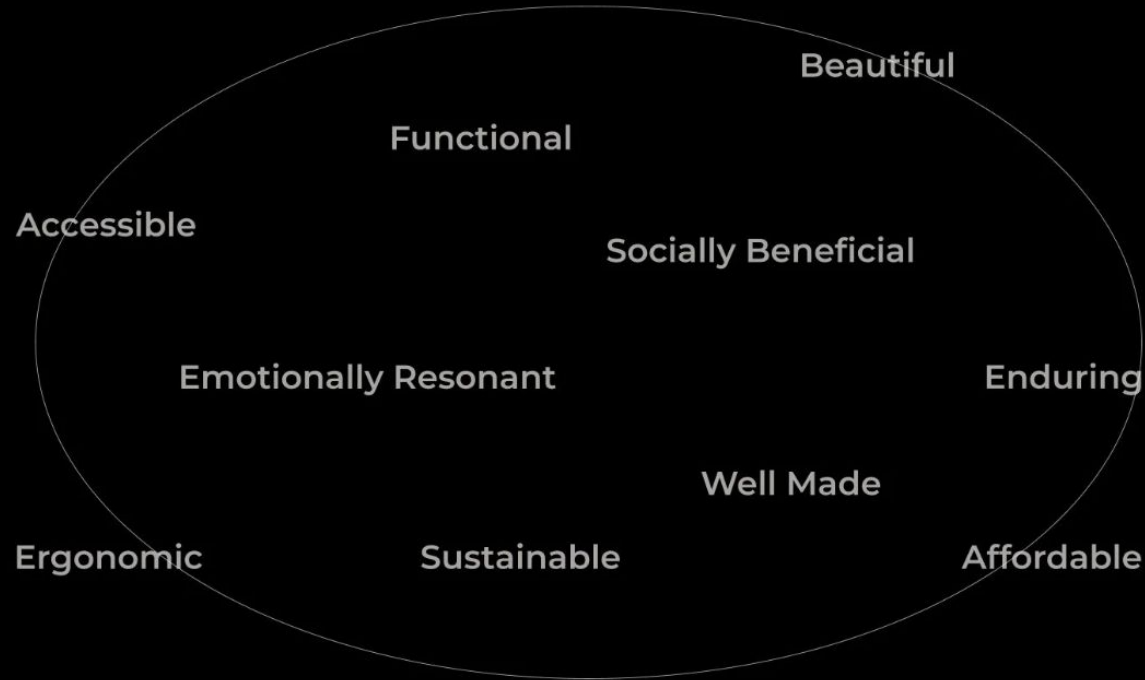 Beautiful
Functional
Accessible
Socially Beneficial
Emotionally Resonant
Enduring
Well Made
Ergonomic
Sustainable
Affordable